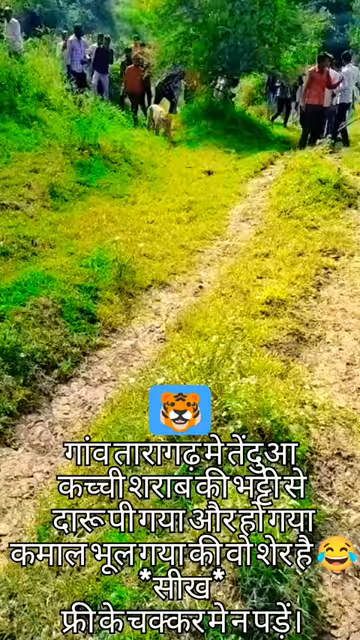 गांव तारागढ़ मे तेंदुआ
कच्ची शराब की भट्टी से
दारू पी गया और हो गया
कमाल भूल गया की वो शेर है 😂
*सीख*
फ्री के चक्कर मे न पड़ें।